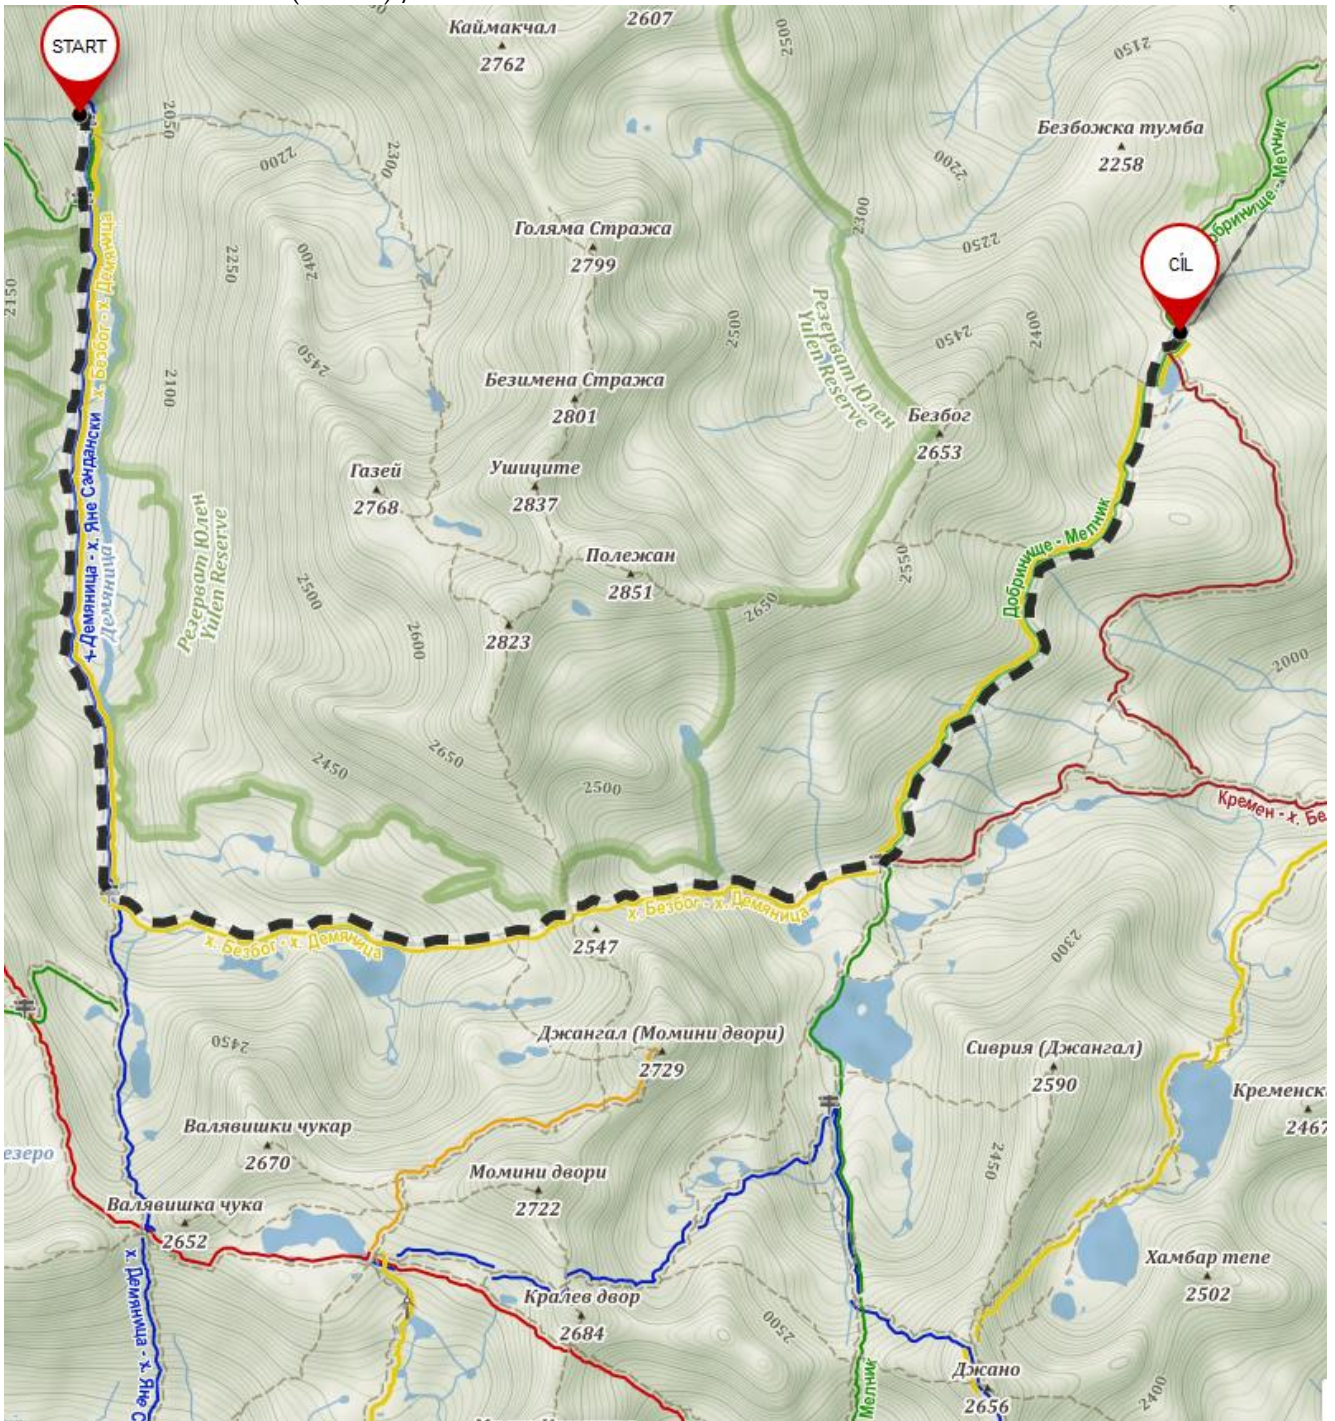 START
Каймакчал
2762
2607
2500
2150
Безбожка тумба
2258
2050
2200
2300
2200
Добринище - Мелник
2300
2250
Голяма Стража
2799
CÍL
х. Безбог - х. Демяница
2250
2400
2150
Резерват Юлен
Yulen Reserve
2500
2450
2400
2450
2100
Безимена Стража
2801
Безбог
2653
+ Демяница - х. Яне Сандански
Демяница
Газей
2768
Ушиците
2837
Резерват Юлен
Yulen Reserve
Добринище - Мелник
Полежан
2851
2550
2500
2650
2600
2823
2000
2450
2650
2500
Кремен - х. Бе
х. Безбог - х. Демяница
х. Безбог - х. Демяница
2547
2300
2450
Джангал (Момини двори)
2729
Сиврия (Джангал)
2590
Кременск
2467
Валявишки чукар
2670
езеро
2450
Момини двори
2722
Валявишка чука
2652
х. Демяница - х. Яне С
Хамбар тепе
2502
Кралев двор
2684
2500
Мелник
Джано
2656
2400